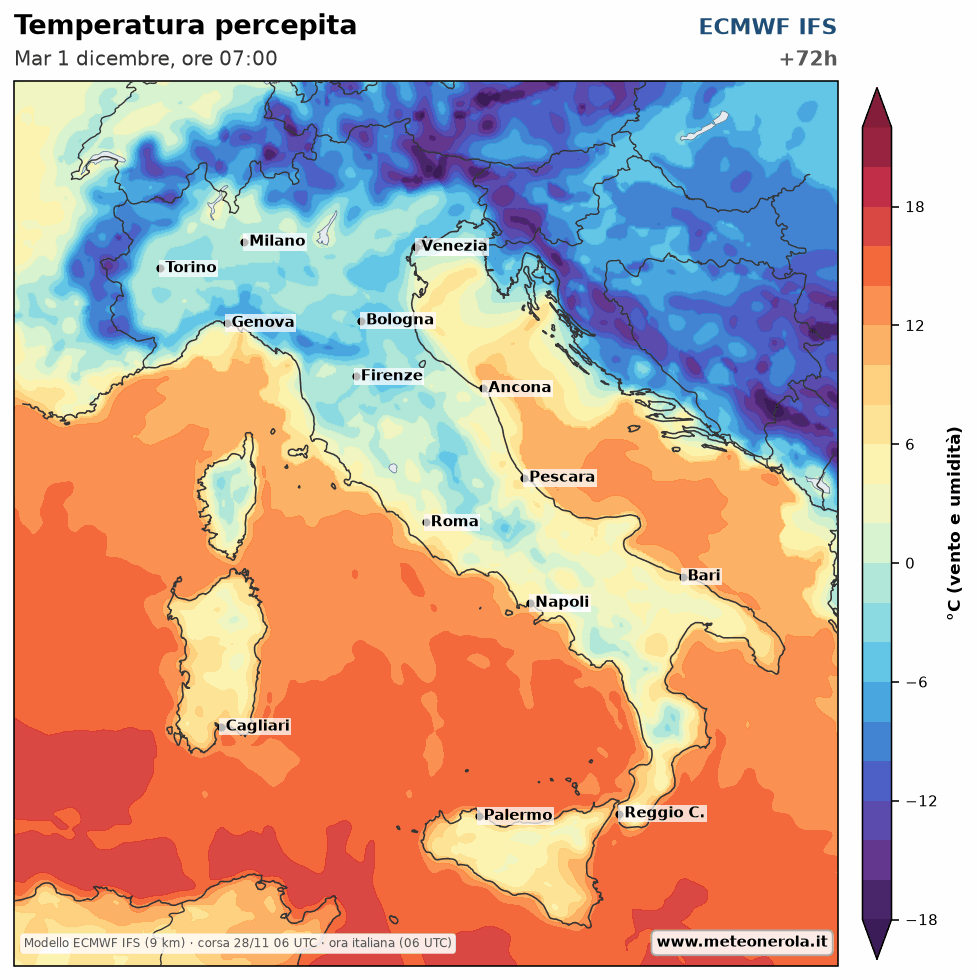 Temperatura percepita
ECMWF IFS
Mar 1 dicembre, ore 07:00
+72h
Milano
Venezia
Torino
Genova
Bologna
Firenze
Ancona
Pescara
Roma
Bari
Napoli
Cagliari
Palermo
Reggio C.
18
12
6
0
−6
−12
−18
°C (vento e umidità)
Modello ECMWF IFS (9 km) · corsa 28/11 06 UTC · ora italiana (06 UTC)
www.meteonerola.it